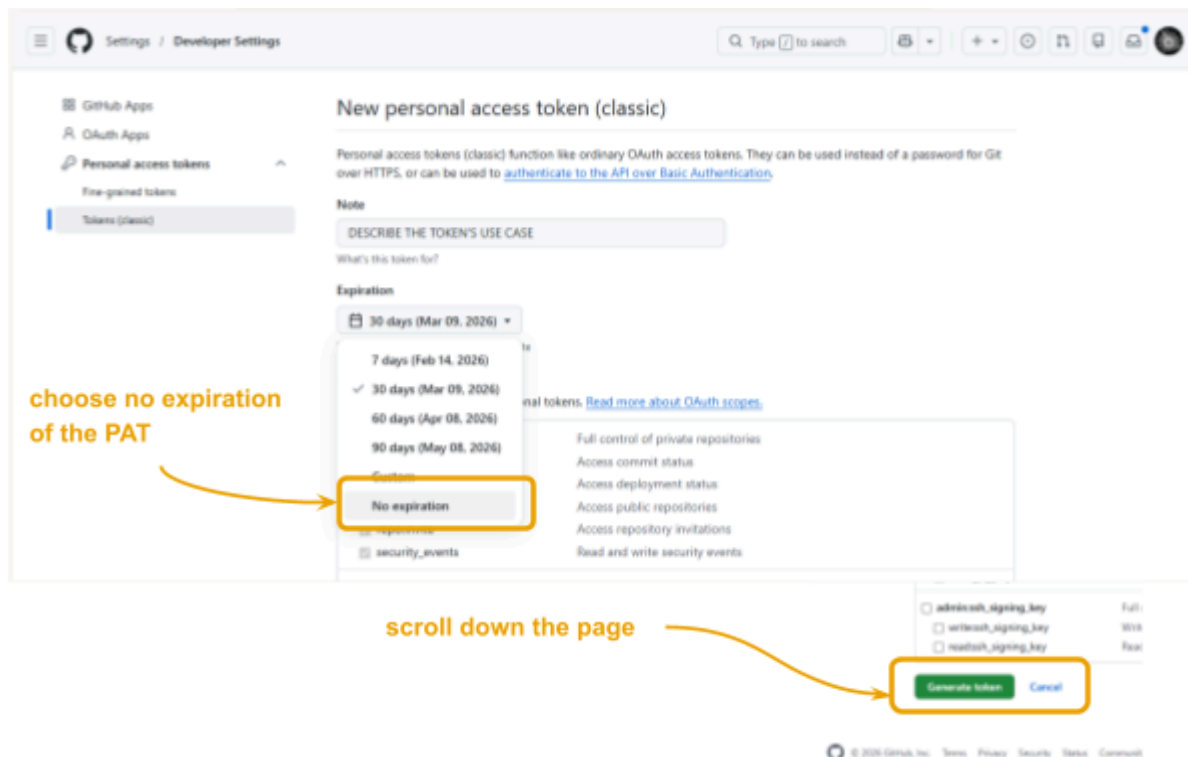 Settings / Developer Settings
Type / to search
GitHub Apps
OAuth Apps
Personal access tokens
Fine-grained tokens
Tokens (classic)
New personal access token (classic)
Personal access tokens (classic) function like ordinary OAuth access tokens. They can be used instead of a password for Git
over HTTPS, or can be used to authenticate to the API over Basic Authentication.
Note
DESCRIBE THE TOKEN'S USE CASE
What's this token for?
Expiration
30 days (Mar 09, 2026)
7 days (Feb 14, 2026)
30 days (Mar 09, 2026)
60 days (Apr 08, 2026)
90 days (May 08, 2026)
Custom
No expiration
onal tokens. Read more about OAuth scopes.
choose no expiration
of the PAT
Full control of private repositories
Access commit status
Access deployment status
Access public repositories
Access repository invitations
security_events Read and write security events
scroll down the page
admin:ssh_signing_key Full
write:ssh_signing_key Writ
read:ssh_signing_key Read
Generate token Cancel
© 2026 GitHub, Inc. Terms Privacy Security Status Communit